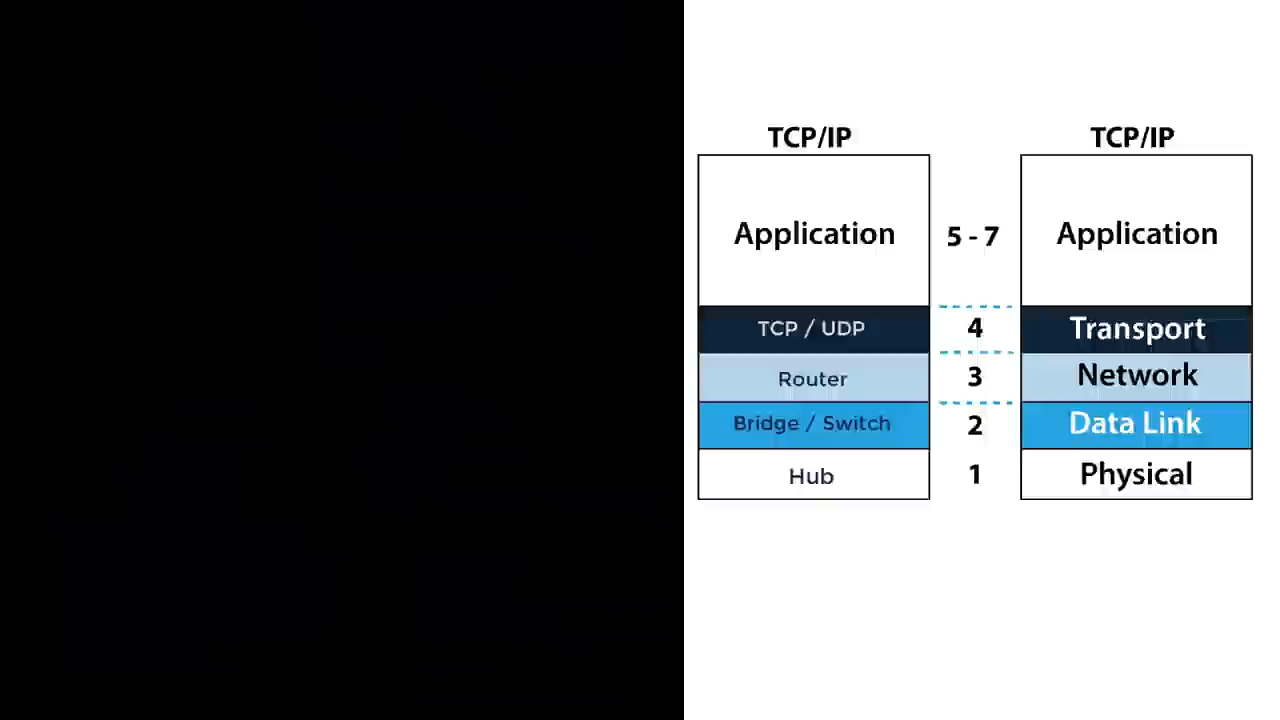 TCP/IP TCP/IP
Application 5 - 7 Application
TCP / UDP 4 Transport
Router 3 Network
Bridge / Switch 2 Data Link
Hub 1 Physical